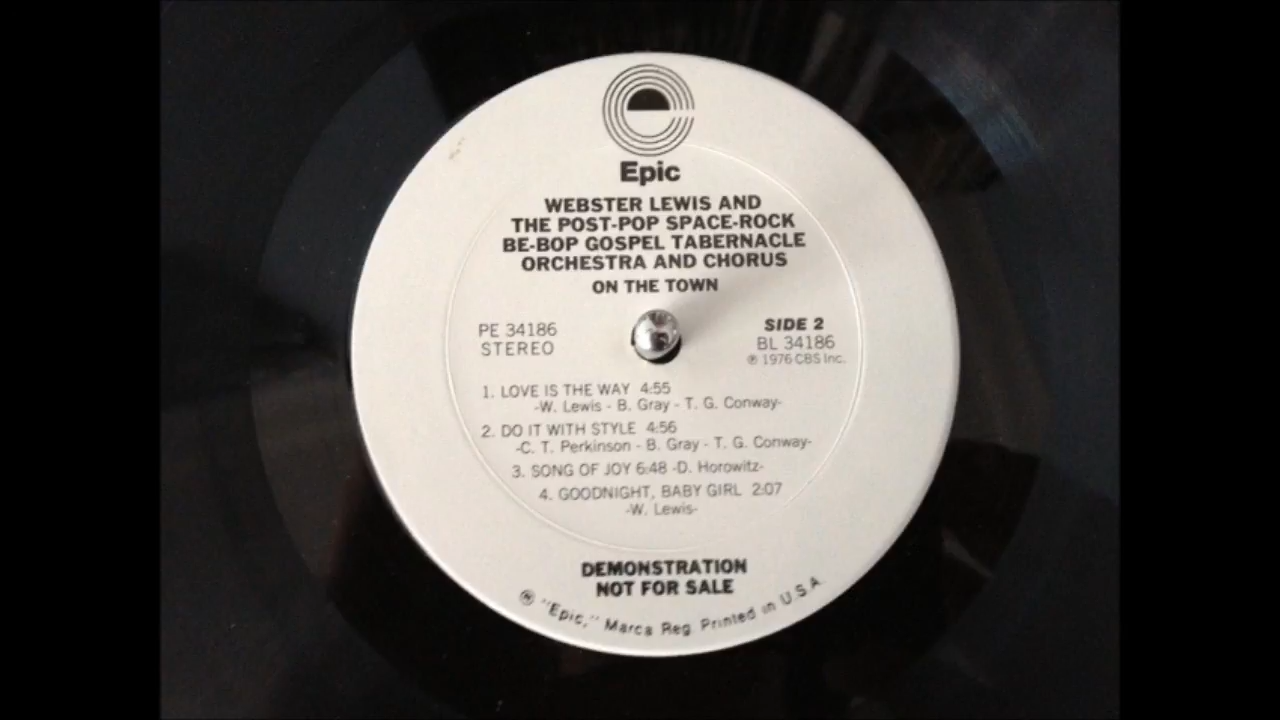 Epic
WEBSTER LEWIS AND
THE POST-POP SPACE-ROCK
BE-BOP GOSPEL TABERNACLE
ORCHESTRA AND CHORUS
ON THE TOWN
PE 34186
STEREO
SIDE 2
BL 34186
℗ 1976 CBS Inc.
1. LOVE IS THE WAY 4:55
-W. Lewis - B. Gray - T. G. Conway-
2. DO IT WITH STYLE 4:56
-C. T. Perkinson - B. Gray - T. G. Conway-
3. SONG OF JOY 6:48 -D. Horowitz-
4. GOODNIGHT, BABY GIRL 2:07
-W. Lewis-
DEMONSTRATION
NOT FOR SALE
® "Epic," Marca Reg. Printed in U.S.A.